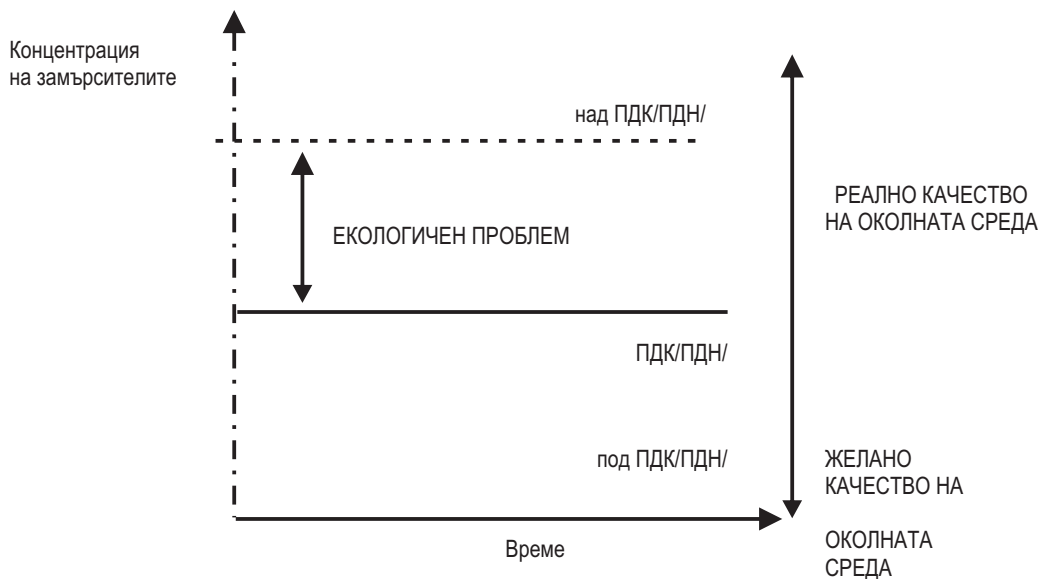 Концентрация
на замърсителите
над ПДК/ПДН/
РЕАЛНО КАЧЕСТВО
НА ОКОЛНАТА СРЕДА
ЕКОЛОГИЧЕН ПРОБЛЕМ
ПДК/ПДН/
под ПДК/ПДН/
ЖЕЛАНО
КАЧЕСТВО НА
ОКОЛНАТА
СРЕДА
Време